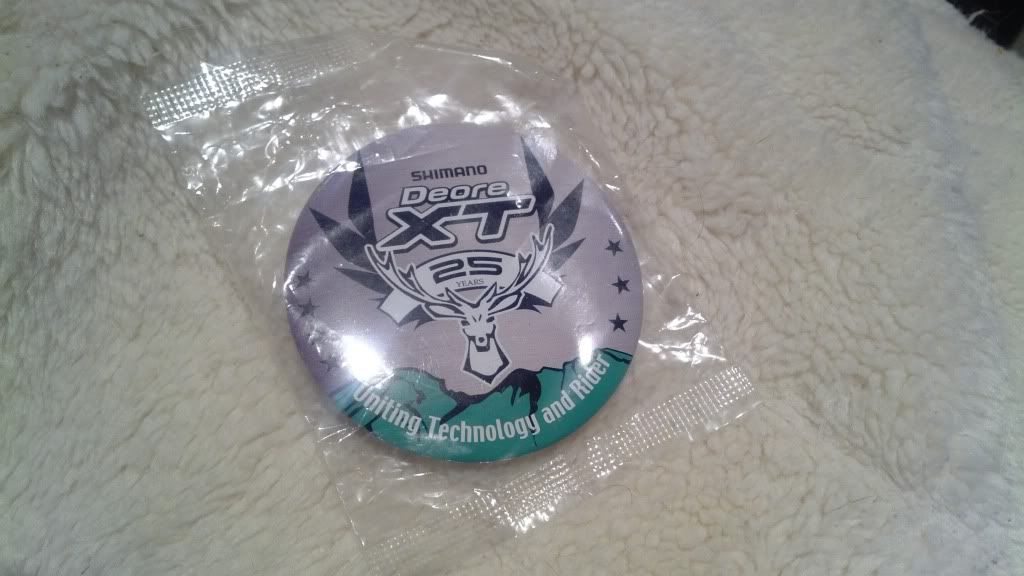 SHIMANO
Deore
XT
25
YEARS
Uniting Technology and Rider